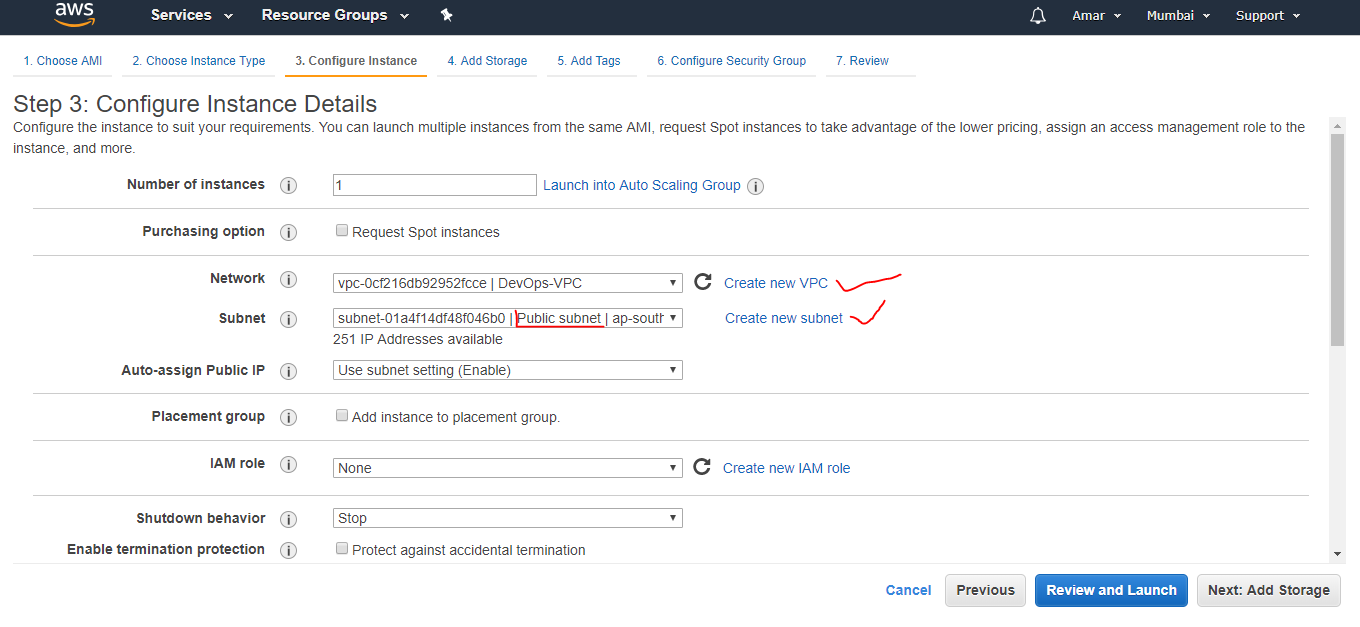 aws Services Resource Groups Amar Mumbai Support
1. Choose AMI 2. Choose Instance Type 3. Configure Instance 4. Add Storage 5. Add Tags 6. Configure Security Group 7. Review
Step 3: Configure Instance Details
Configure the instance to suit your requirements. You can launch multiple instances from the same AMI, request Spot instances to take advantage of the lower pricing, assign an access management role to the
instance, and more.
Number of instances i 1 Launch into Auto Scaling Group i
Purchasing option i Request Spot instances
Network i vpc-0cf216db92952fcce | DevOps-VPC Create new VPC
Subnet i subnet-01a4f14df48f046b0 | Public subnet | ap-south Create new subnet
251 IP Addresses available
Auto-assign Public IP i Use subnet setting (Enable)
Placement group i Add instance to placement group.
IAM role i None Create new IAM role
Shutdown behavior i Stop
Enable termination protection i Protect against accidental termination
Cancel Previous Review and Launch Next: Add Storage